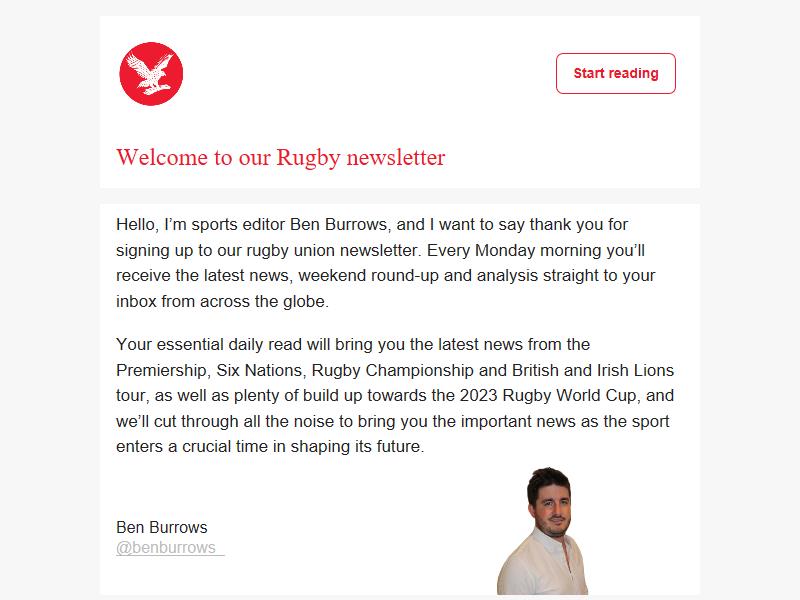 Start reading
Welcome to our Rugby newsletter
Hello, I’m sports editor Ben Burrows, and I want to say thank you for
signing up to our rugby union newsletter. Every Monday morning you’ll
receive the latest news, weekend round-up and analysis straight to your
inbox from across the globe.
Your essential daily read will bring you the latest news from the
Premiership, Six Nations, Rugby Championship and British and Irish Lions
tour, as well as plenty of build up towards the 2023 Rugby World Cup, and
we’ll cut through all the noise to bring you the important news as the sport
enters a crucial time in shaping its future.
Ben Burrows
@benburrows